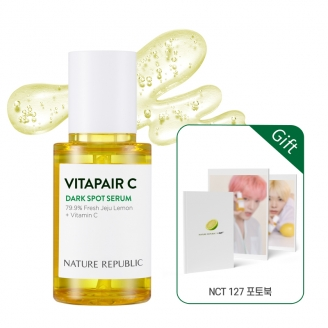 VITAPAIR C
DARK SPOT SERUM
79.9% Fresh Jeju Lemon
+ Vitamin C
NATURE REPUBLIC
Gift
NCT 127 포토북